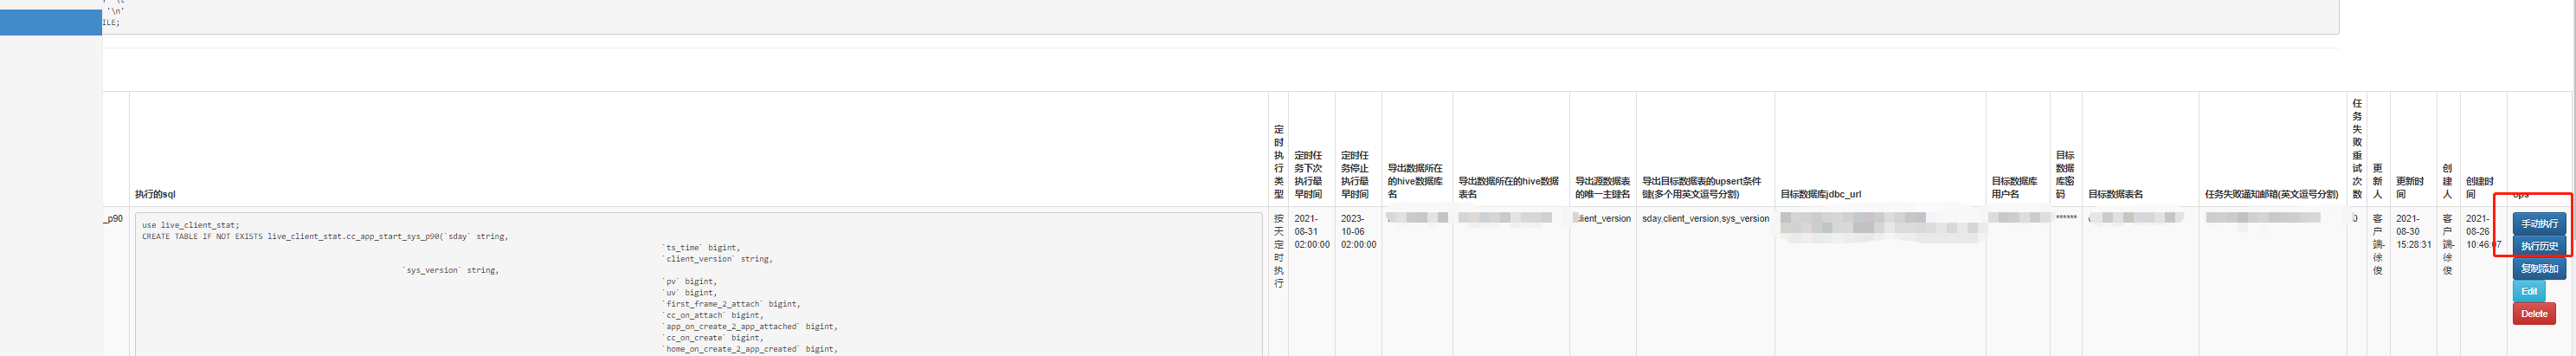 '\n'
ILE;
执行的sql
定时执行类型
定时任务下次执行最早时间
定时任务停止执行最早时间
导出数据所在的hive数据库名
导出数据所在的hive数据表名
导出源数据表的唯一主键名
导出目标数据表的upsert条件键(多个用英文逗号分割)
目标数据库jdbc_url
目标数据库用户名
目标数据库密码
目标数据表名
任务失败通知邮箱(英文逗号分割)
任务失败重试次数
更新人
更新时间
创建人
创建时间
ops
_p90
use live_client_stat;
CREATE TABLE IF NOT EXISTS live_client_stat.cc_app_start_sys_p90(`sday` string,
`ts_time` bigint,
`client_version` string,
`sys_version` string,
`pv` bigint,
`uv` bigint,
`first_frame_2_attach` bigint,
`cc_on_attach` bigint,
`app_on_create_2_app_attached` bigint,
`cc_on_create` bigint,
`home_on_create_2_app_created` bigint,
按天定时执行
2021-08-31 02:00:00
2023-10-06 02:00:00
client_version
sday,client_version,sys_version
******
0
客户端-徐俊
2021-08-30 15:28:31
客户端-徐俊
2021-08-26 10:46:07
手动执行
执行历史
复制添加
Edit
Delete